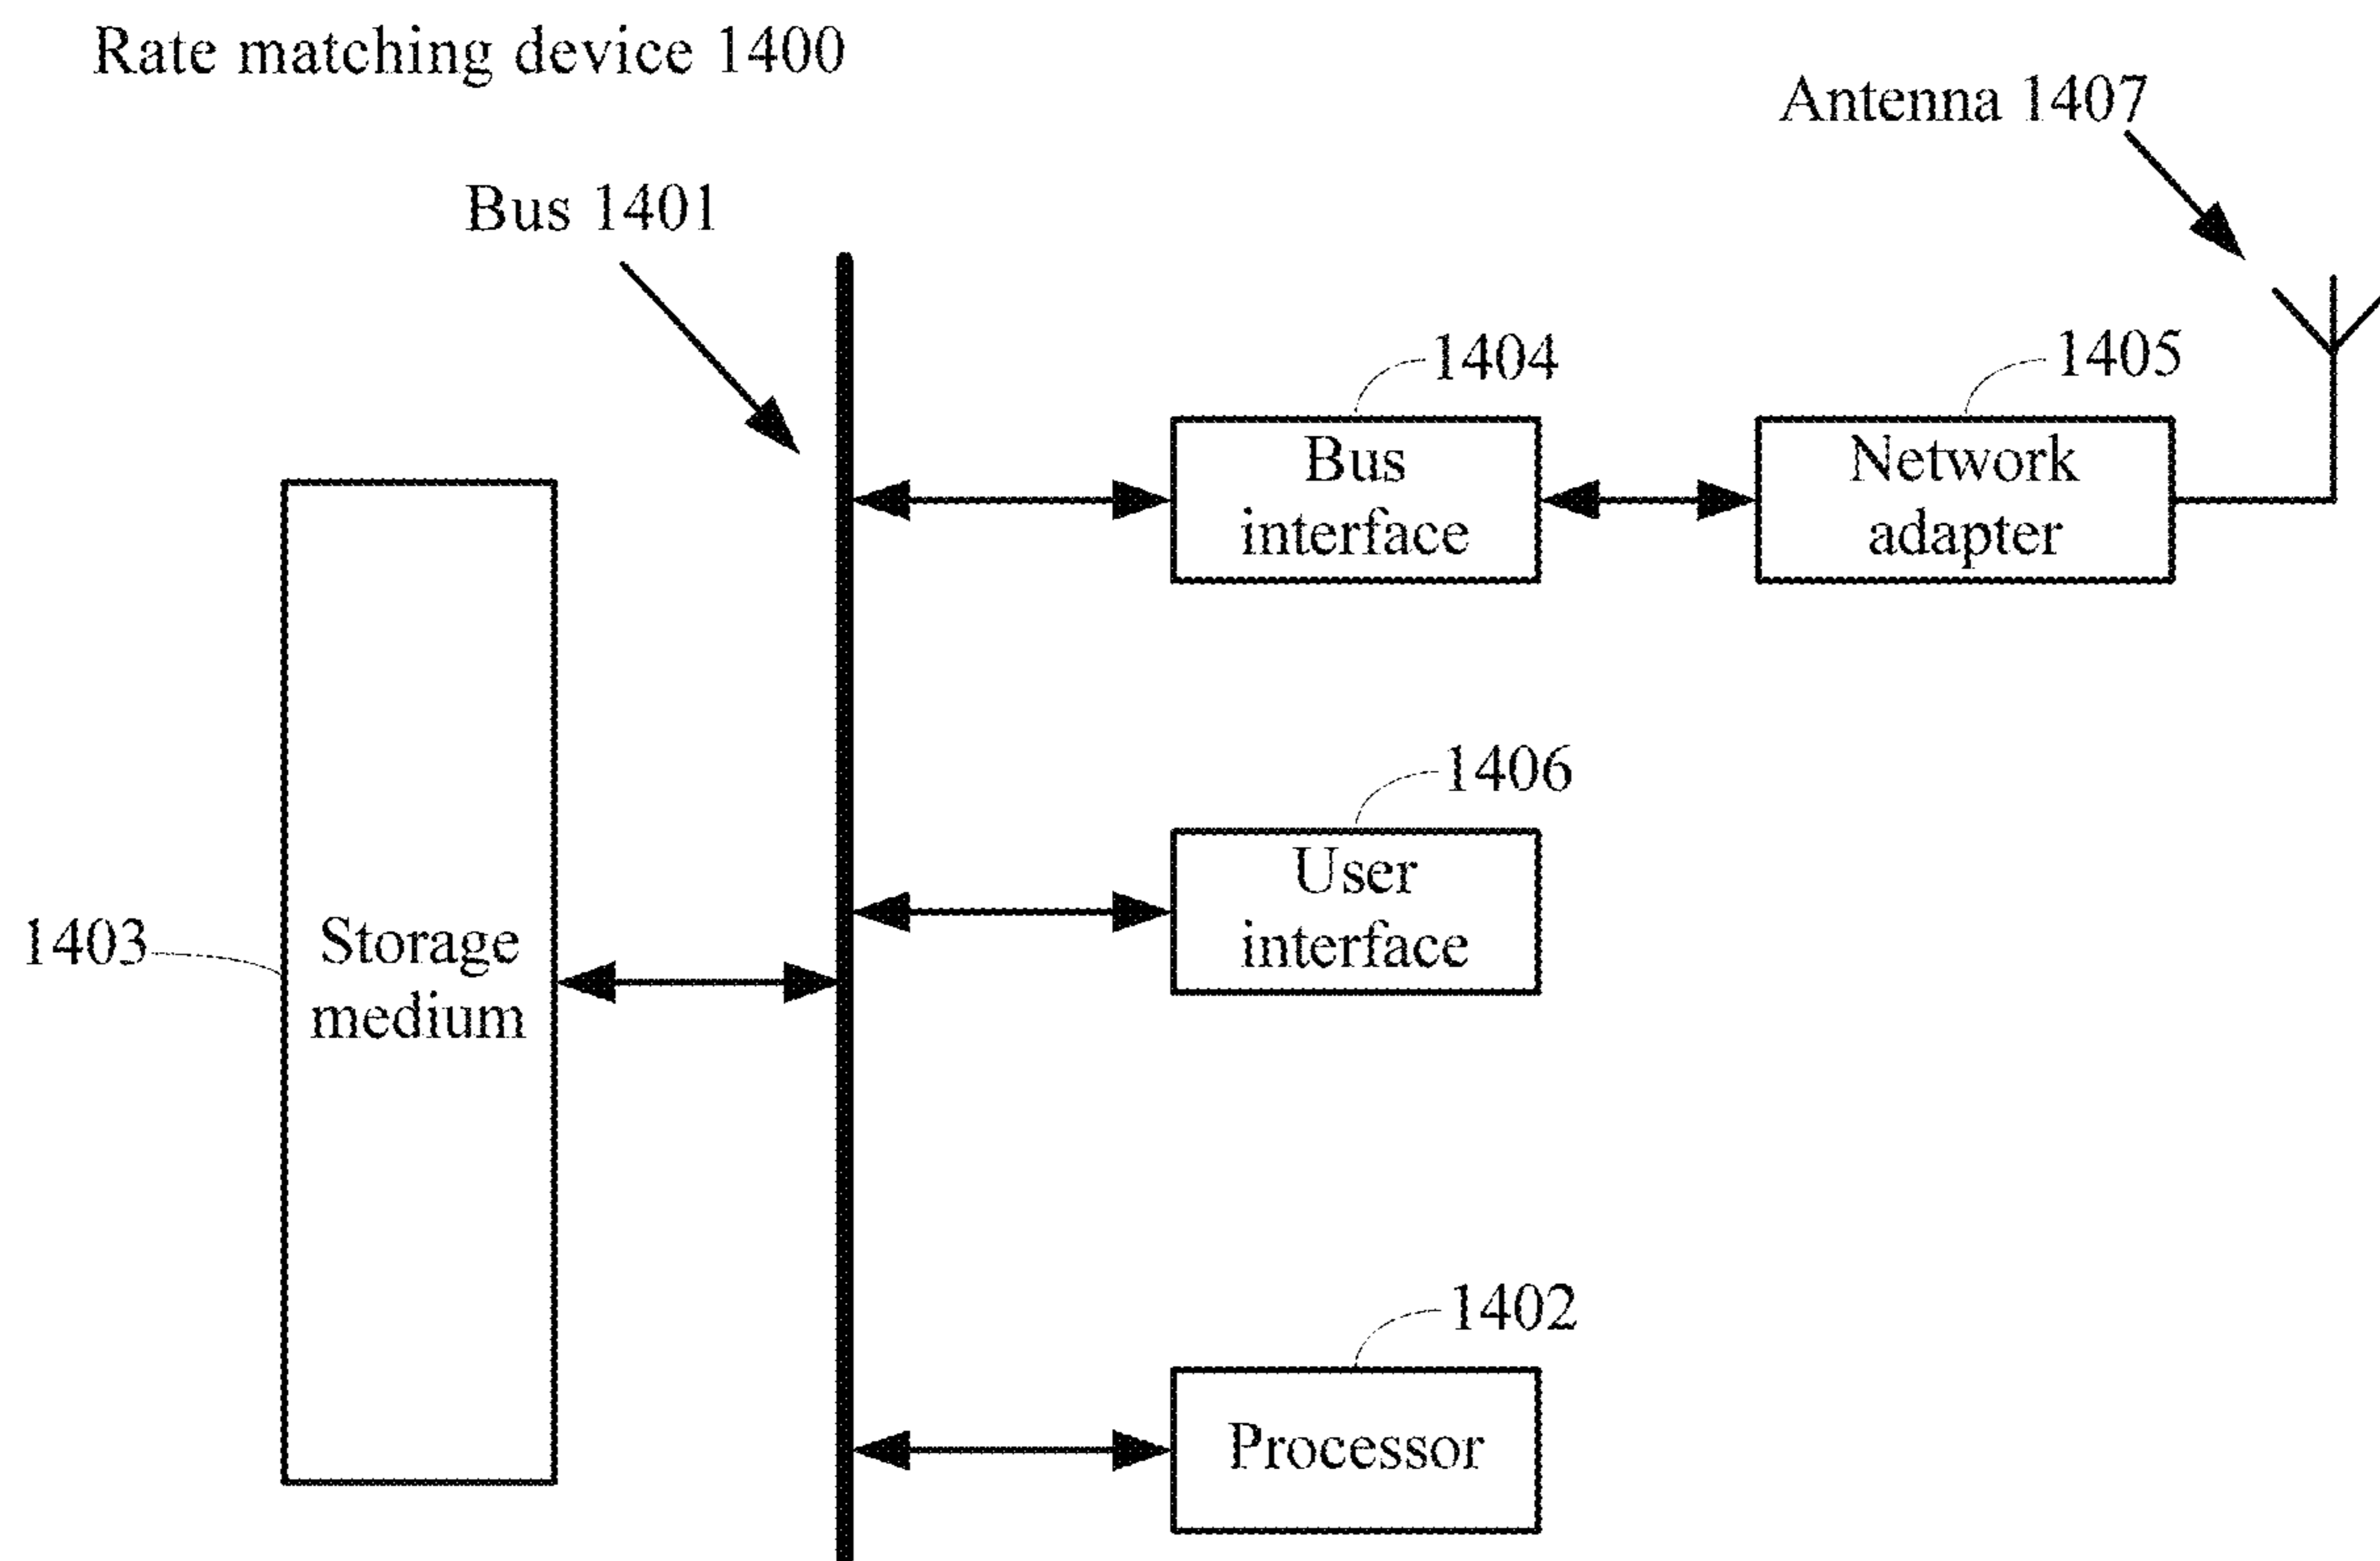 Rate matching device 1400
Antenna 1407
Bus 1401
1404
1405
Bus
interface
Network
adapter
1406
User
interface
1403
Storage
medium
1402
Processor